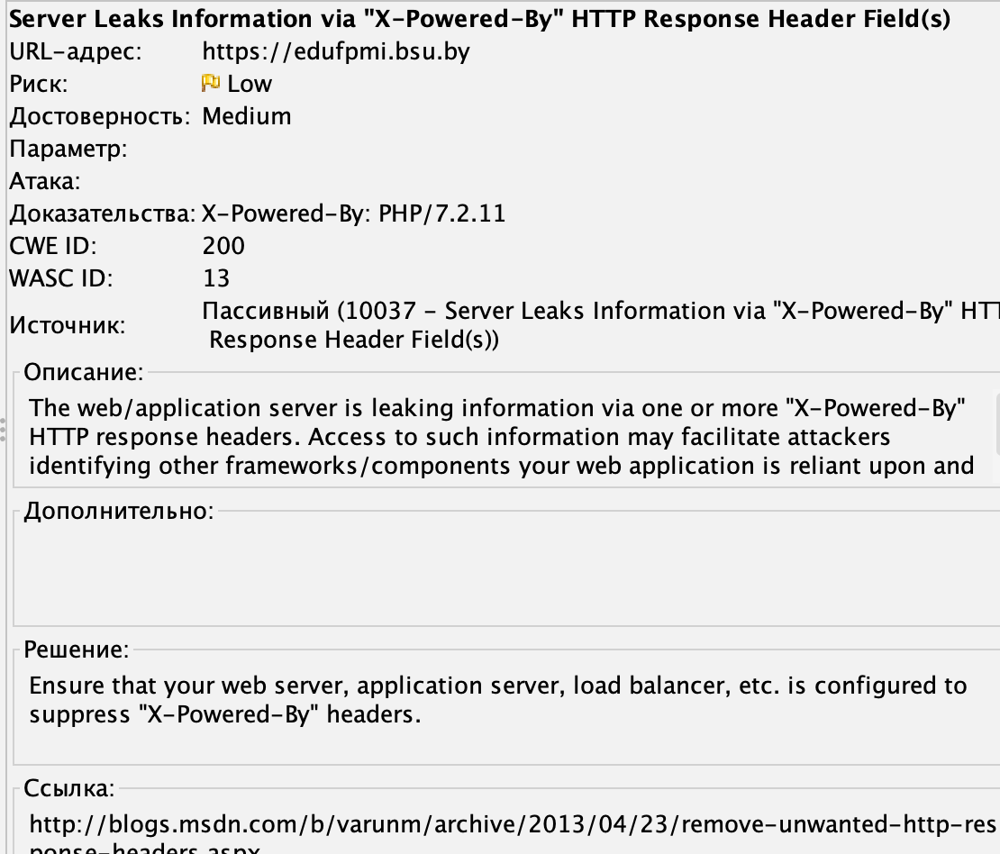 Server Leaks Information via "X-Powered-By" HTTP Response Header Field(s)
URL-адрес: https://edufpmi.bsu.by
Риск: Low
Достоверность: Medium
Параметр:
Атака:
Доказательства: X-Powered-By: PHP/7.2.11
CWE ID: 200
WASC ID: 13
Источник: Пассивный (10037 - Server Leaks Information via "X-Powered-By" HTT
Response Header Field(s))
Описание:
The web/application server is leaking information via one or more "X-Powered-By"
HTTP response headers. Access to such information may facilitate attackers
identifying other frameworks/components your web application is reliant upon and
Дополнительно:
Решение:
Ensure that your web server, application server, load balancer, etc. is configured to
suppress "X-Powered-By" headers.
Ссылка:
http://blogs.msdn.com/b/varunm/archive/2013/04/23/remove-unwanted-http-res
ponse-headers.aspx